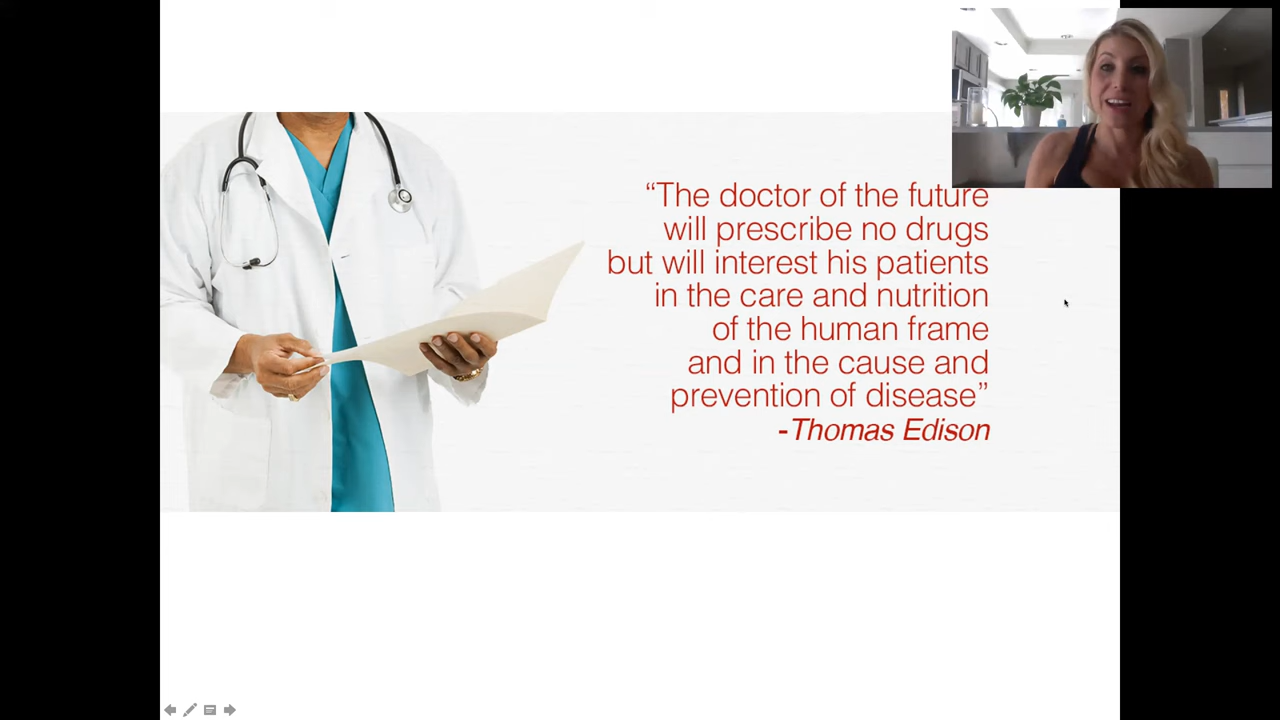 “The doctor of the future
will prescribe no drugs
but will interest his patients
in the care and nutrition
of the human frame
and in the cause and
prevention of disease”
-Thomas Edison